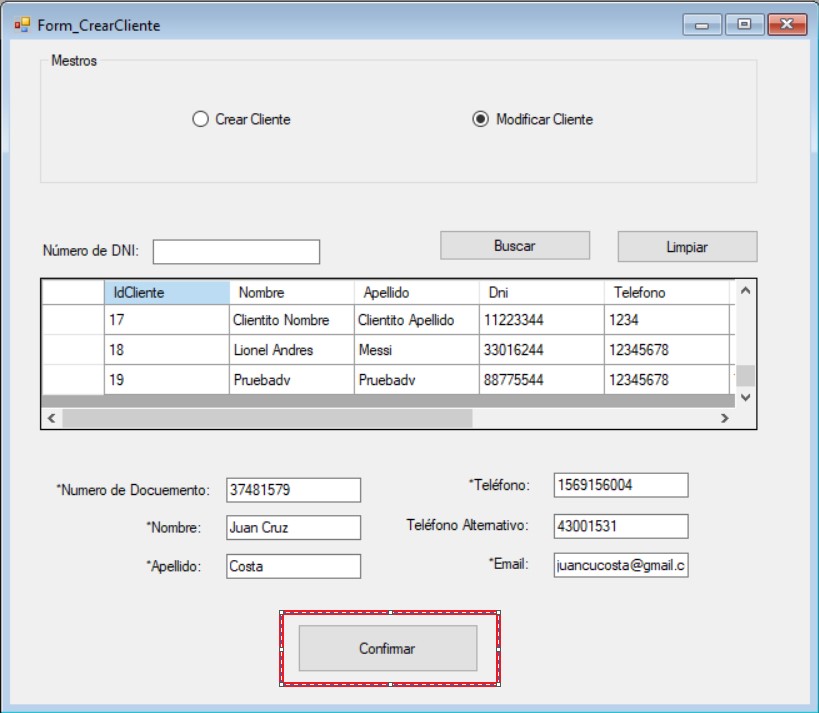 Form_CrearCliente
Mestros
Crear Cliente
Modificar Cliente
Número de DNI:
Buscar
Limpiar
IdCliente Nombre Apellido Dni Telefono
17 Clientito Nombre Clientito Apellido 11223344 1234
18 Lionel Andres Messi 33016244 12345678
19 Pruebadv Pruebadv 88775544 12345678
*Numero de Docuemento: 37481579
*Teléfono: 1569156004
*Nombre: Juan Cruz
Teléfono Alternativo: 43001531
*Apellido: Costa
*Email: juancucosta@gmail.c
Confirmar